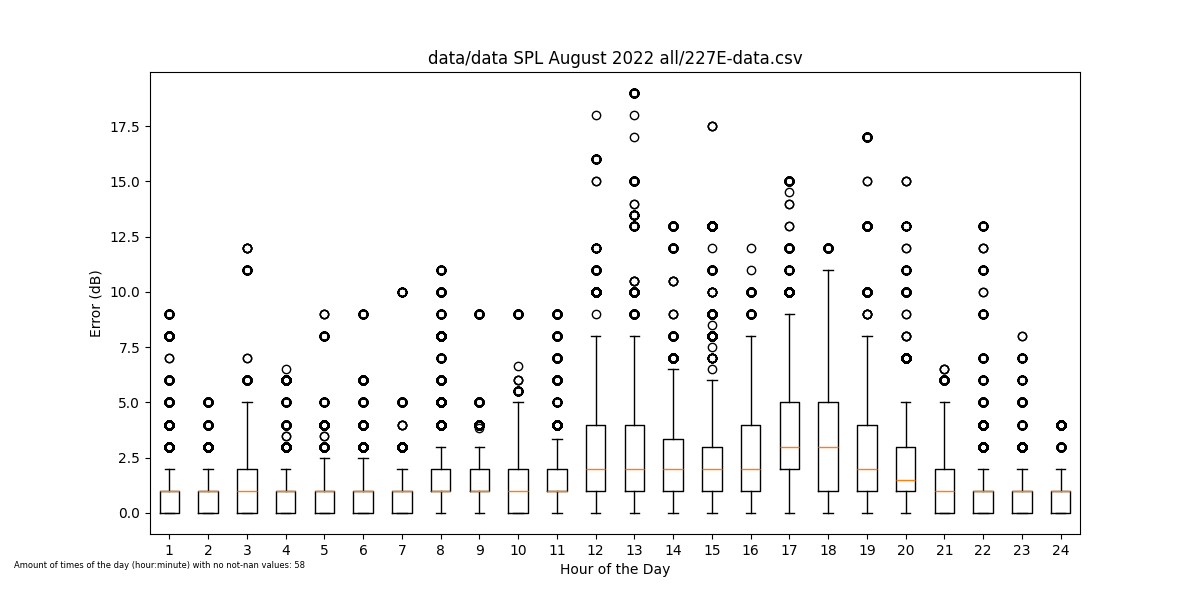 data/data SPL August 2022 all/227E-data.csv
17.5
15.0
12.5
10.0
7.5
5.0
2.5
0.0
Error (dB)
1 2 3 4 5 6 7 8 9 10 11 12 13 14 15 16 17 18 19 20 21 22 23 24
Hour of the Day
Amount of times of the day (hour:minute) with no not-nan values: 58